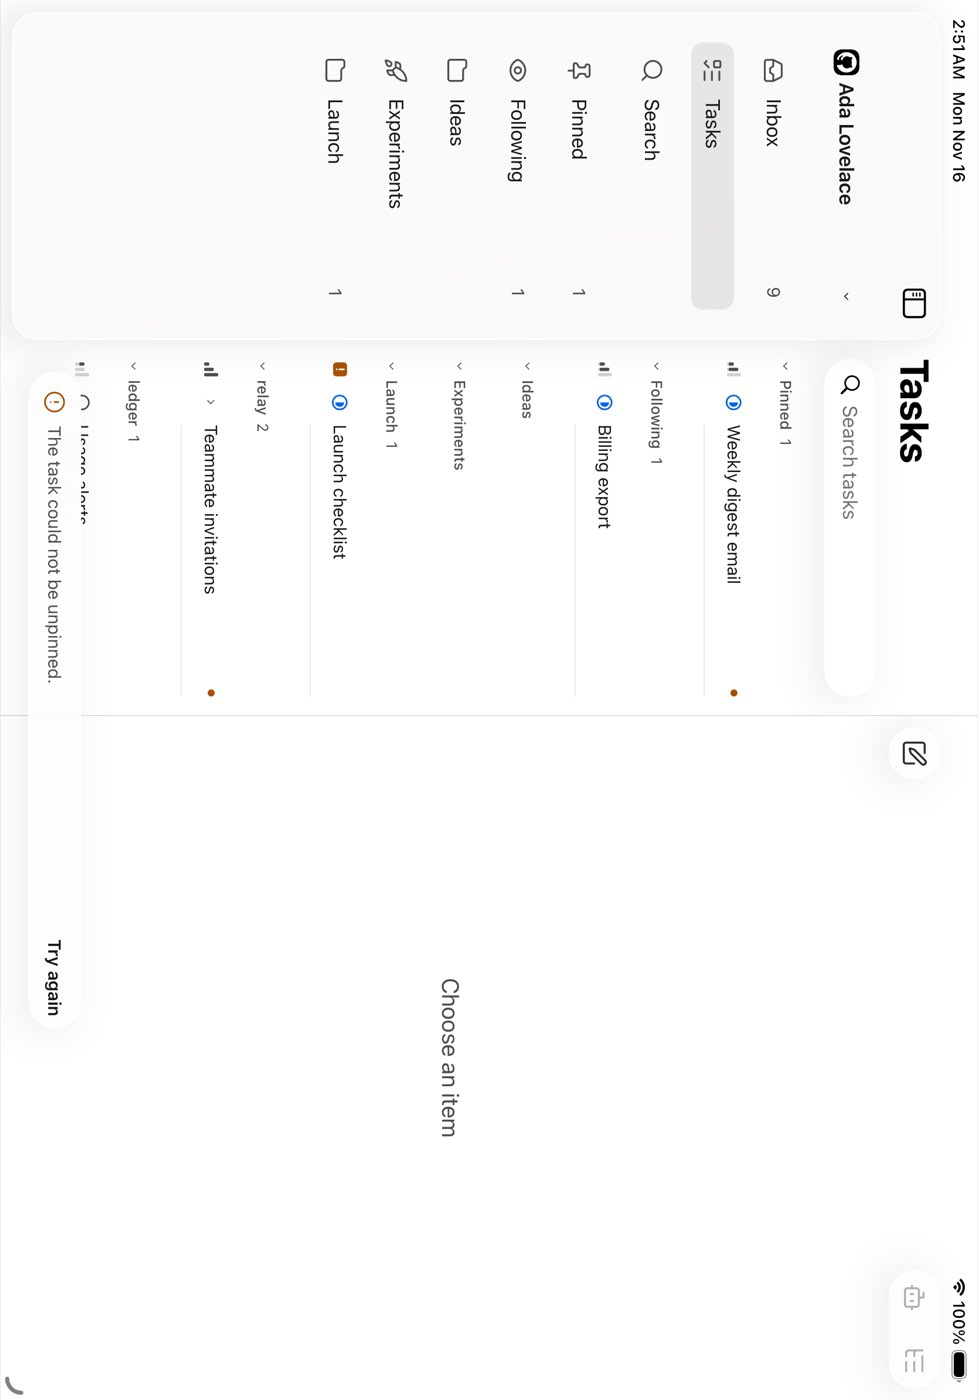 2:51 AM Mon Nov 16
100%
Ada Lovelace
Inbox 9
Tasks
Search
Pinned 1
Following 1
Ideas
Experiments
Launch 1
Tasks
Search tasks
Pinned 1
Weekly digest email
Following 1
Billing export
Ideas
Experiments
Launch 1
Launch checklist
relay 2
Teammate invitations
ledger 1
Usage alerts
Choose an item
The task could not be unpinned.
Try again